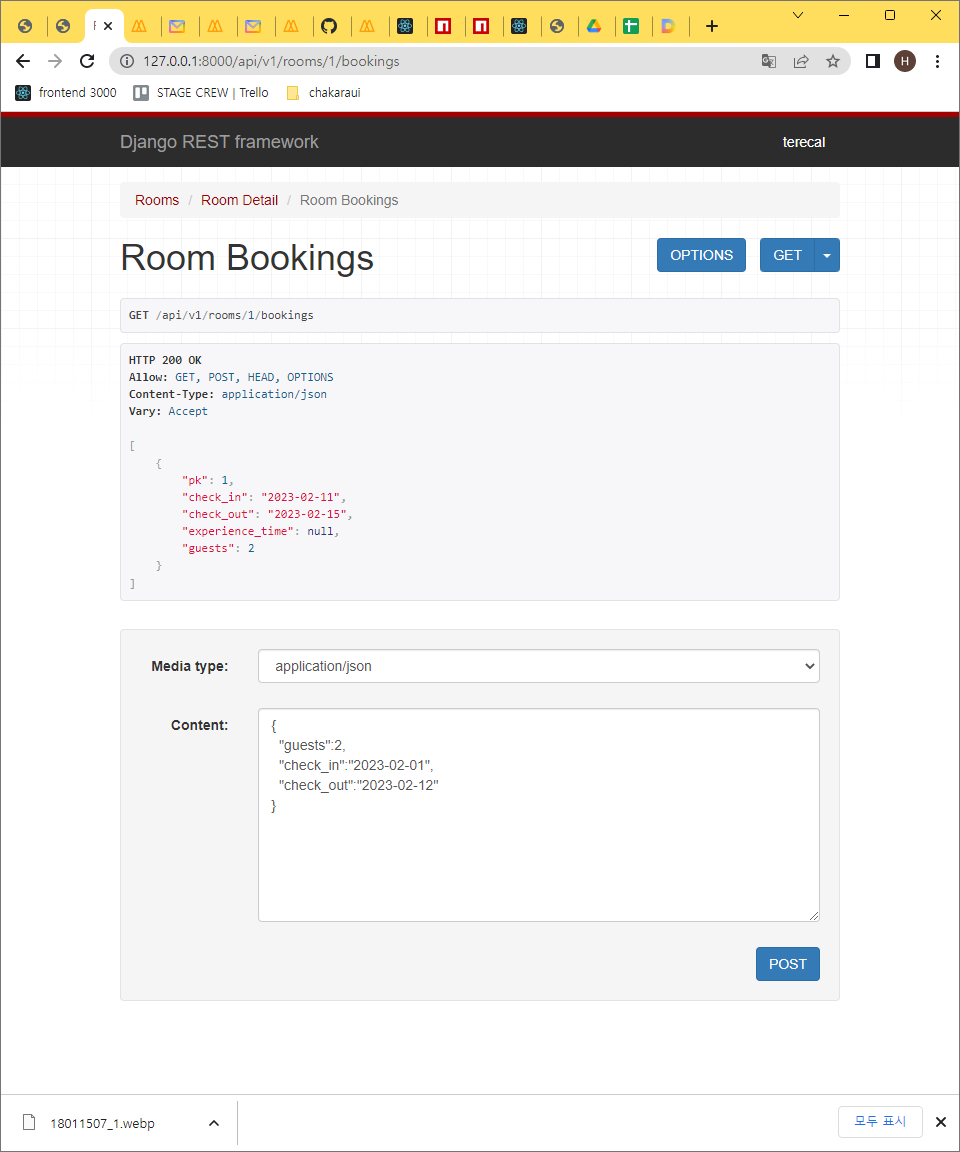 127.0.0.1:8000/api/v1/rooms/1/bookings
H
frontend 3000
STAGE CREW | Trello
chakaraui
Django REST framework
terecal
Rooms / Room Detail / Room Bookings
Room Bookings
OPTIONS
GET
GET /api/v1/rooms/1/bookings
HTTP 200 OK
Allow: GET, POST, HEAD, OPTIONS
Content-Type: application/json
Vary: Accept
[
    {
        "pk": 1,
        "check_in": "2023-02-11",
        "check_out": "2023-02-15",
        "experience_time": null,
        "guests": 2
    }
]
Media type:
application/json
Content:
{
  "guests":2,
  "check_in":"2023-02-01",
  "check_out":"2023-02-12"
}
POST
18011507_1.webp
모두 표시